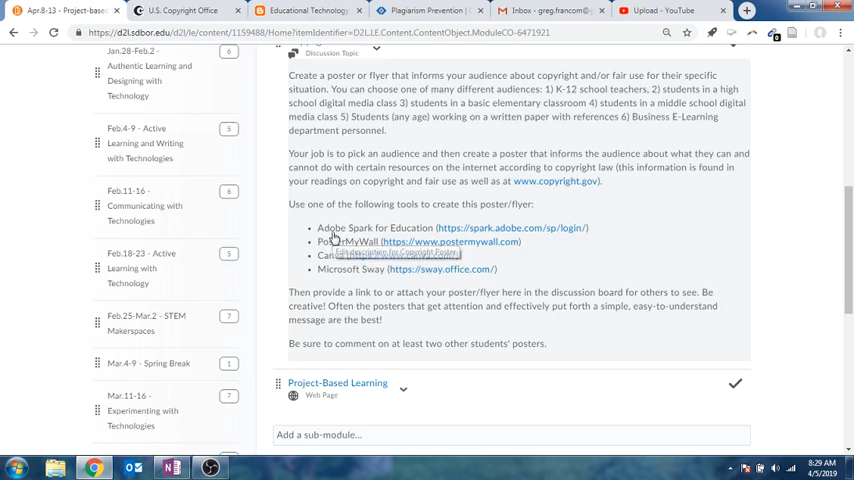 Apr.8-13 - Project-based
U.S. Copyright Office
Educational Technology
Plagiarism Prevention | C
Gmail - greg.francom@
Upload - YouTube
https://d2l.sdbor.edu/d2l/le/content/1159488/Home?itemIdentifier=D2L.LE.Content.ContentObject.ModuleCO-6471921
Jan.28-Feb.2 -
Authentic Learning and
Designing with
Technology
6
Feb.4-9 - Active
Learning and Writing
with Technologies
5
Feb.11-16 -
Communicating with
Technologies
6
Feb.18-23 - Active
Learning with
Technology
5
Feb.25-Mar.2 - STEM
Makerspaces
7
Mar.4-9 - Spring Break
1
Mar.11-16 -
Experimenting with
Technologies
7
Discussion Topic
Create a poster or flyer that informs your audience about copyright and/or fair use for their specific
situation. You can choose one of many different audiences: 1) K-12 school teachers, 2) students in a high
school digital media class 3) students in a basic elementary classroom 4) students in a middle school digital
media class 5) Students (any age) working on a written paper with references 6) Business E-Learning
department personnel.
Your job is to pick an audience and then create a poster that informs the audience about what they can and
cannot do with certain resources on the internet according to copyright law (this information is found in
your readings on copyright and fair use as well as at www.copyright.gov).
Use one of the following tools to create this poster/flyer:
Adobe Spark for Education (https://spark.adobe.com/sp/login/)
PosterMyWall (https://www.postermywall.com)
Edit description for Copyright Poster
Microsoft Sway (https://sway.office.com/)
Then provide a link to or attach your poster/flyer here in the discussion board for others to see. Be
creative! Often the posters that get attention and effectively put forth a simple, easy-to-understand
message are the best!
Be sure to comment on at least two other students' posters.
Project-Based Learning
Web Page
Add a sub-module...
8:29 AM
4/5/2019